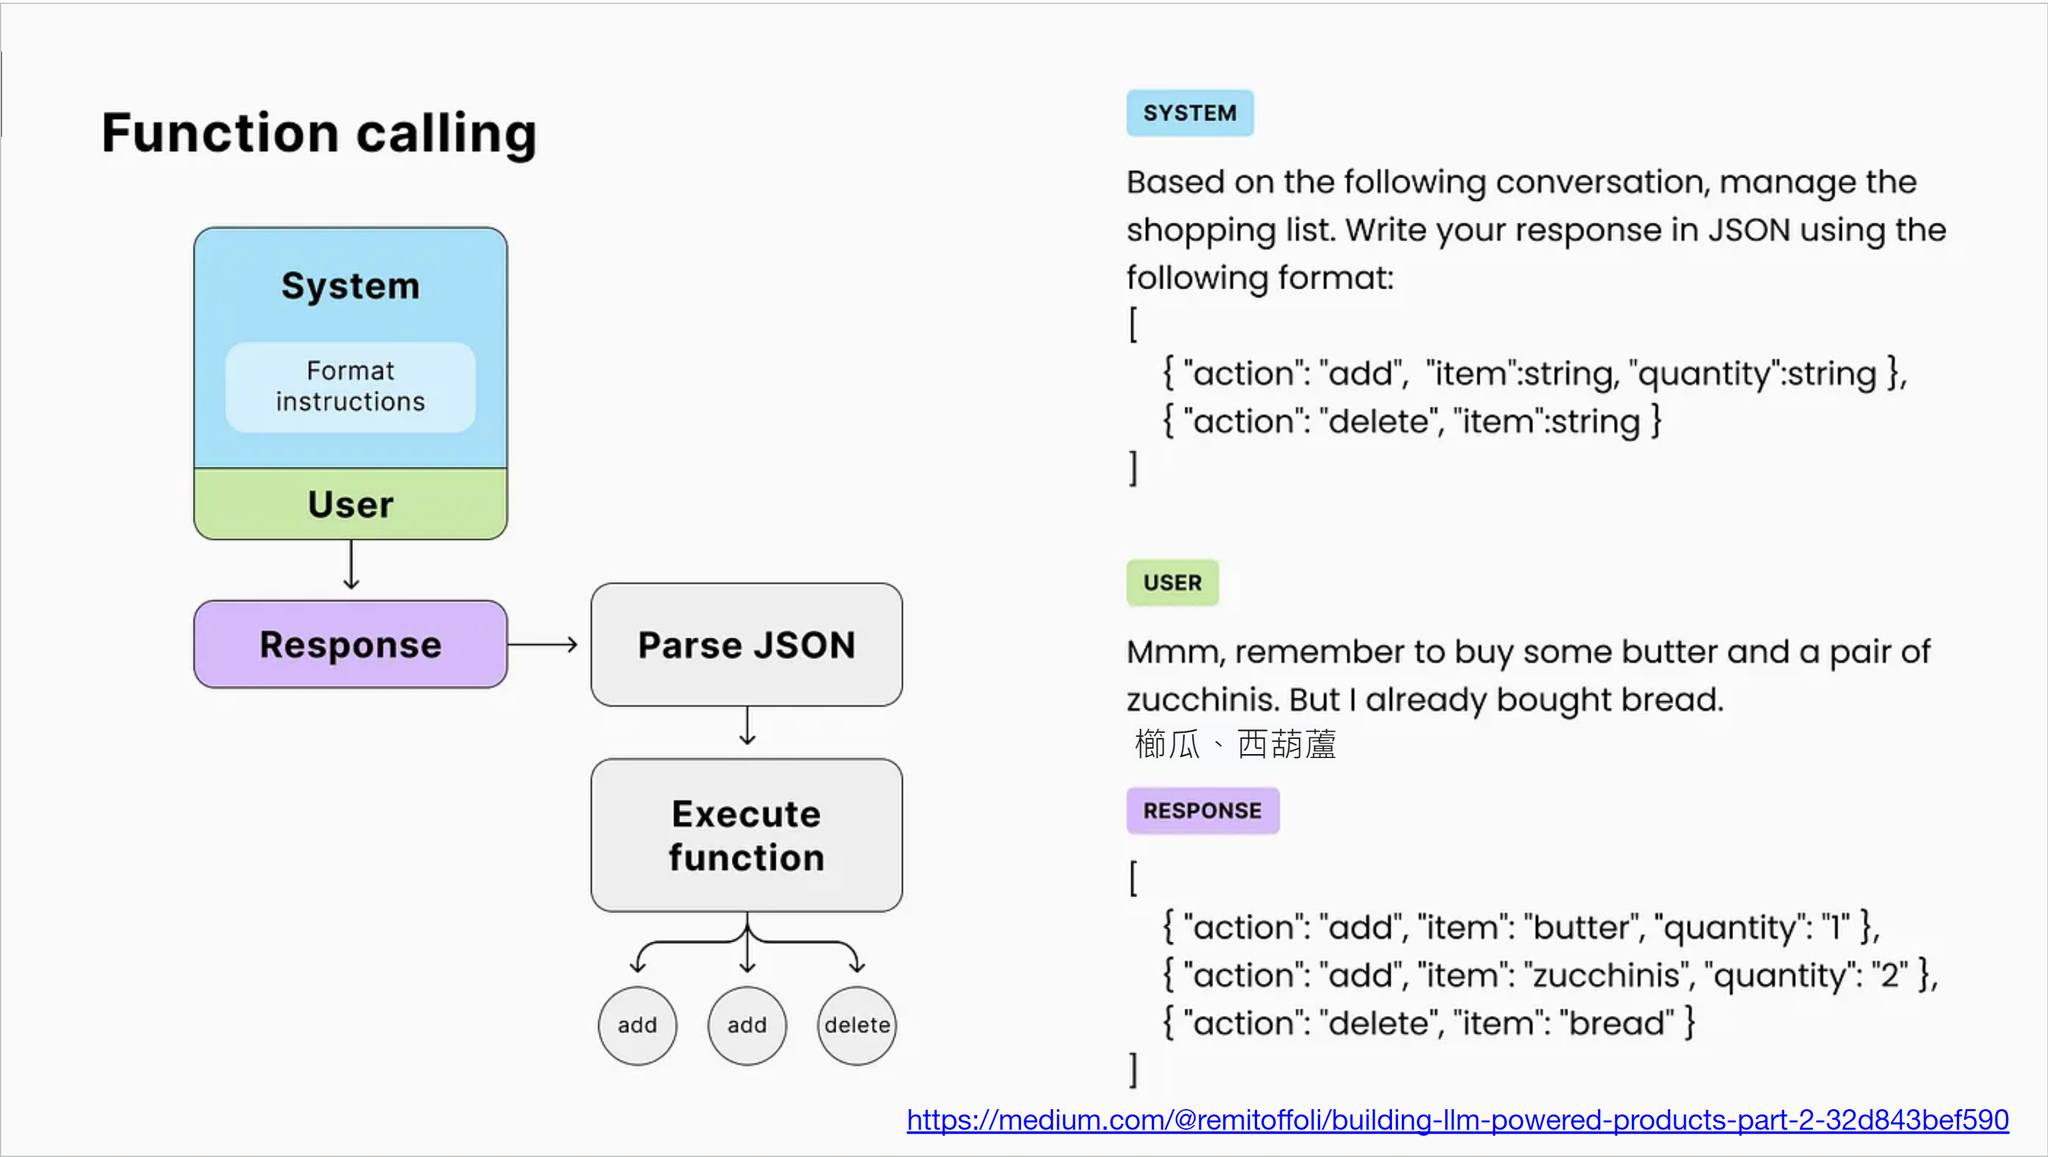 Function calling
System
Format
instructions
User
Response
Parse JSON
Execute
function
add
add
delete
SYSTEM
Based on the following conversation, manage the
shopping list. Write your response in JSON using the
following format:
[
{ "action": "add",  "item":string, "quantity":string },
{ "action": "delete", "item":string }
]
USER
Mmm, remember to buy some butter and a pair of
zucchinis. But I already bought bread.
櫛瓜、西葫蘆
RESPONSE
[
{ "action": "add", "item": "butter", "quantity": "1" },
{ "action": "add", "item": "zucchinis", "quantity": "2" },
{ "action": "delete", "item": "bread" }
]
https://medium.com/@remitoffoli/building-llm-powered-products-part-2-32d843bef590